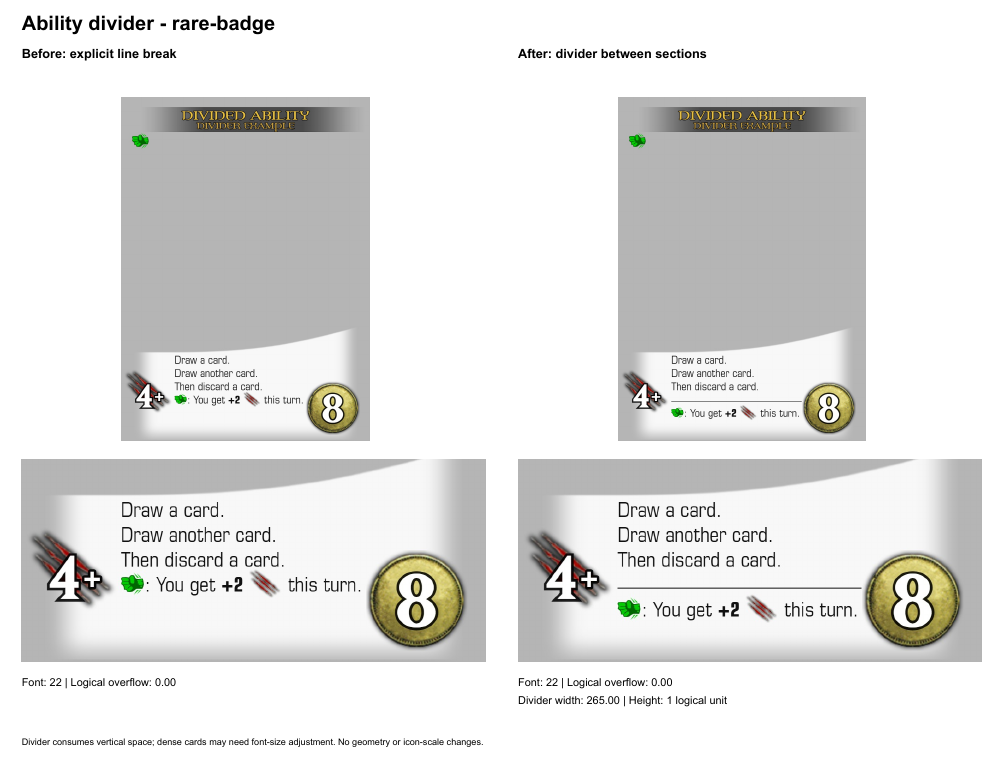 Ability divider - rare-badge
Before: explicit line break
After: divider between sections
DIVIDED ABILITY
DIVIDER EXAMPLE
Draw a card.
Draw another card.
Then discard a card.
4+
: You get +2 this turn.
8
DIVIDED ABILITY
DIVIDER EXAMPLE
Draw a card.
Draw another card.
Then discard a card.
4+
: You get +2 this turn.
8
Draw a card.
Draw another card.
Then discard a card.
4+
: You get +2 this turn.
8
Draw a card.
Draw another card.
Then discard a card.
4+
: You get +2 this turn.
8
Font: 22 | Logical overflow: 0.00
Font: 22 | Logical overflow: 0.00
Divider width: 265.00 | Height: 1 logical unit
Divider consumes vertical space; dense cards may need font-size adjustment. No geometry or icon-scale changes.